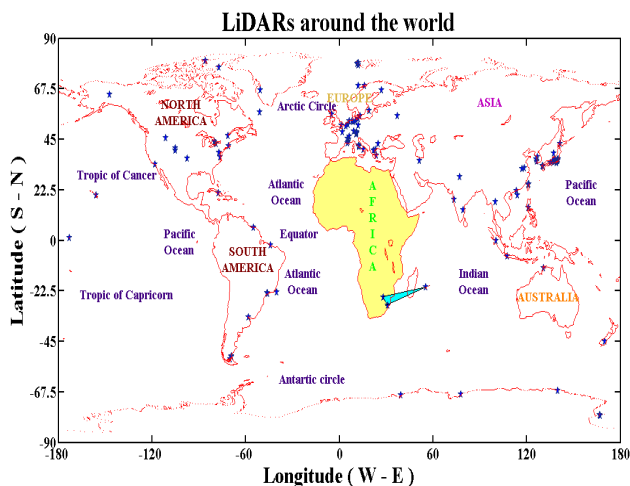 LiDARs around the world
90
67.5
45
22.5
0
-22.5
-45
-67.5
-90
Latitude ( S - N )
EUROPE
ASIA
NORTH
AMERICA
Arctic Circle
Tropic of Cancer
Atlantic
Ocean
AFRICA
Pacific
Ocean
Pacific
Ocean
Equator
SOUTH
AMERICA
Atlantic
Ocean
Indian
Ocean
Tropic of Capricorn
AUSTRALIA
Antartic circle
-180
-120
-60
0
60
120
180
Longitude ( W - E )